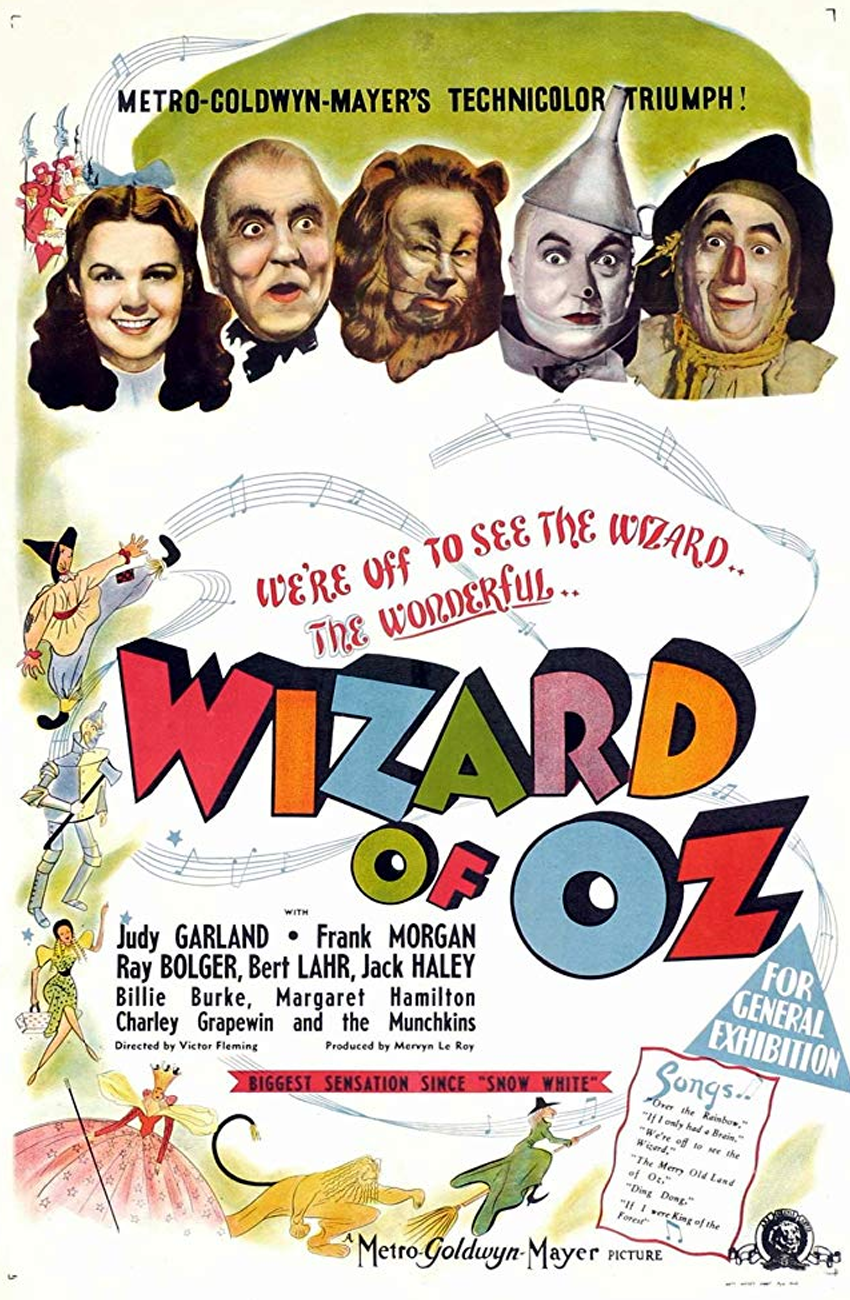 METRO-GOLDWYN-MAYER'S TECHNICOLOR TRIUMPH!
WE'RE OFF TO SEE THE WIZARD..
THE WONDERFUL..
WIZARD
OF OZ
WITH
Judy GARLAND • Frank MORGAN
Ray BOLGER, Bert LAHR, Jack HALEY
Billie Burke, Margaret Hamilton
Charley Grapewin and the Munchkins
Directed by Victor Fleming Produced by Mervyn Le Roy
BIGGEST SENSATION SINCE "SNOW WHITE"
FOR
GENERAL
EXHIBITION
Songs..
"Over the Rainbow,"
"If I only had a Brain,"
"We're off to see the
Wizard,"
"The Merry Old Land
of Oz,"
"Ding Dong,"
"If I were King of the
Forest"
A Metro-Goldwyn-Mayer PICTURE